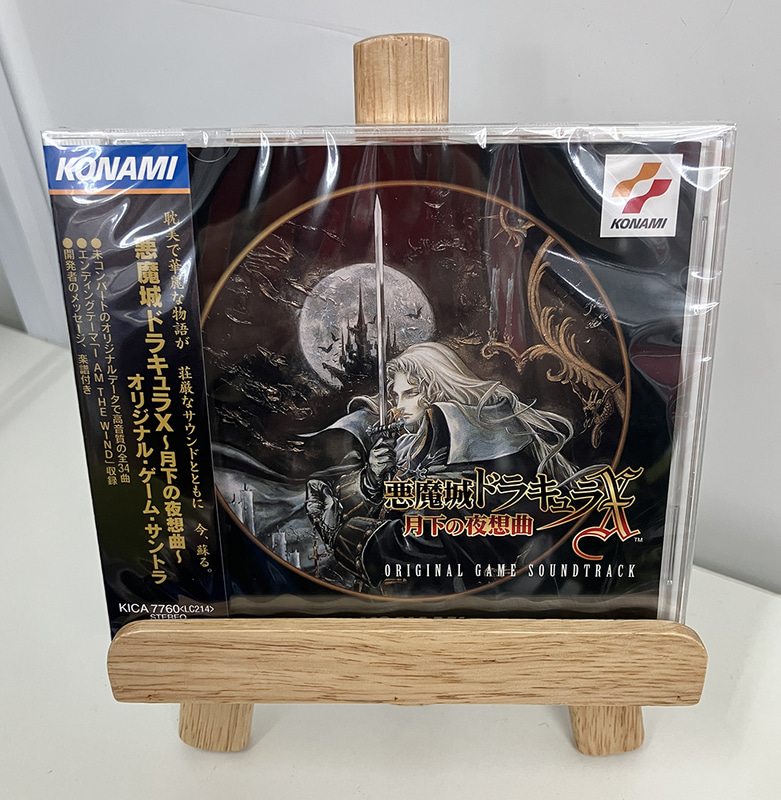 KONAMI
耽美で華麗な物語が 荘厳なサウンドとともに 今、蘇る。
悪魔城ドラキュラX〜月下の夜想曲〜
オリジナル・ゲーム・サントラ
●未コンバートのオリジナルデータで高音質の全34曲
●エンディングテーマ「I AM THE WIND」収録
●開発者のメッセージ、楽譜付き
KICA 7760<LC214>
STEREO
KONAMI
悪魔城ドラキュラX™
月下の夜想曲
ORIGINAL GAME SOUNDTRACK